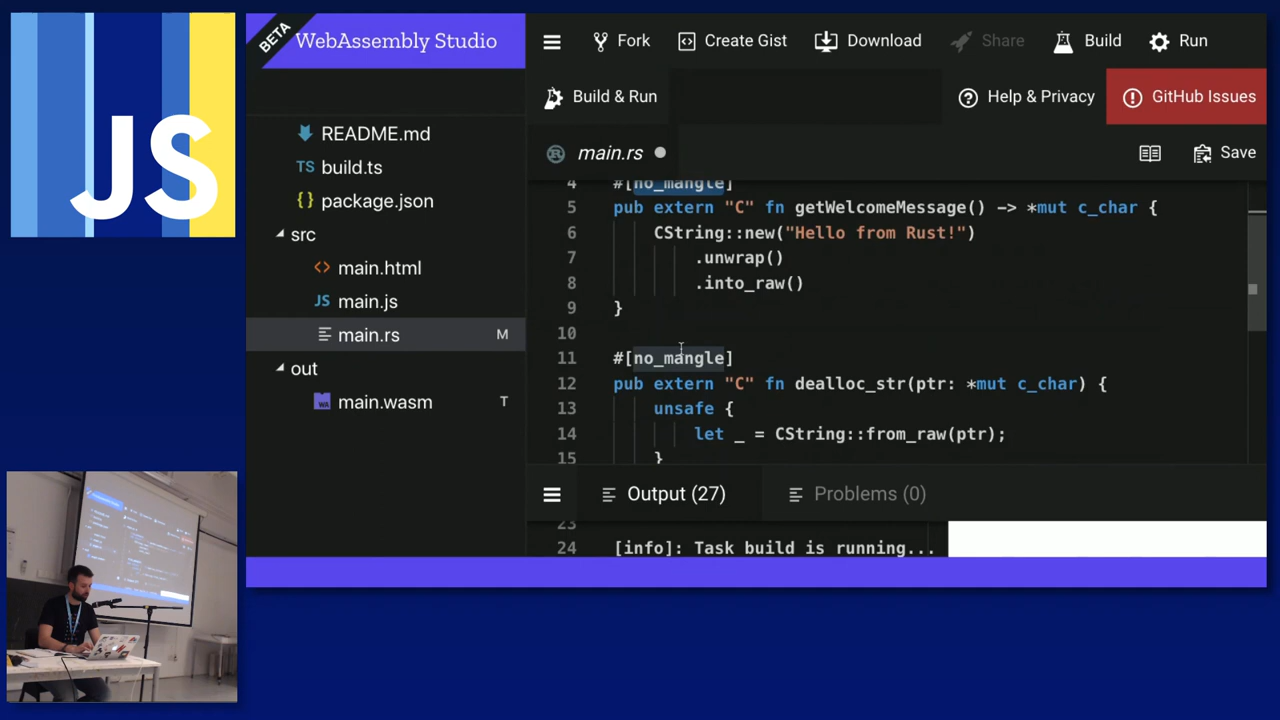 JS
BETA
WebAssembly Studio
Fork
Create Gist
Download
Share
Build
Run
Build & Run
Help & Privacy
GitHub Issues
main.rs
Save
README.md
TS build.ts
{} package.json
src
<> main.html
JS main.js
main.rs M
out
WA main.wasm T
4 #[no_mangle]
5 pub extern "C" fn getWelcomeMessage() -> *mut c_char {
6 CString::new("Hello from Rust!")
7 .unwrap()
8 .into_raw()
9 }
10
11 #[no_mangle]
12 pub extern "C" fn dealloc_str(ptr: *mut c_char) {
13 unsafe {
14 let _ = CString::from_raw(ptr);
15 }
Output (27)
Problems (0)
23
24 [info]: Task build is running...